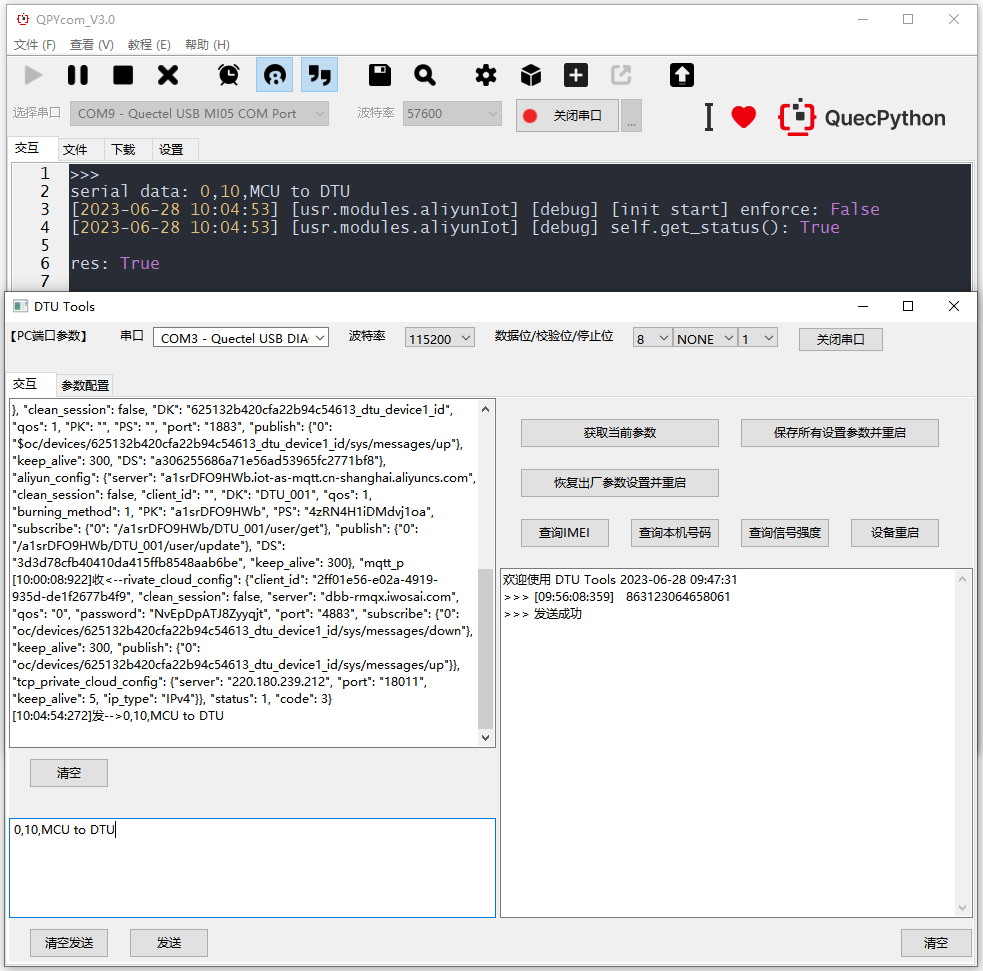 QPYcom_V3.0
文件 (F) 查看 (V) 教程 (E) 帮助 (H)
选择串口 COM9 - Quectel USB MI05 COM Port 波特率 57600 关闭串口 ... QuecPython
交互 文件 下载 设置
1 >>>
2 serial data: 0,10,MCU to DTU
3 [2023-06-28 10:04:53] [usr.modules.aliyunIot] [debug] [init start] enforce: False
4 [2023-06-28 10:04:53] [usr.modules.aliyunIot] [debug] self.get_status(): True
5
6 res: True
7
DTU Tools
【PC端口参数】 串口 COM3 - Quectel USB DIA 波特率 115200 数据位/校验位/停止位 8 NONE 1 关闭串口
交互 参数配置
}, "clean_session": false, "DK": "625132b420cfa22b94c54613_dtu_device1_id",
"qos": 1, "PK": "", "PS": "", "port": "1883", "publish": {"0":
"$oc/devices/625132b420cfa22b94c54613_dtu_device1_id/sys/messages/up"},
"keep_alive": 300, "DS": "a306255686a71e56ad53965fc2771bf8"},
"aliyun_config": {"server": "a1srDFO9HWb.iot-as-mqtt.cn-shanghai.aliyuncs.com",
"clean_session": false, "client_id": "", "DK": "DTU_001", "qos": 1,
"burning_method": 1, "PK": "a1srDFO9HWb", "PS": "4zRN4H1iDMdvj1oa",
"subscribe": {"0": "/a1srDFO9HWb/DTU_001/user/get"}, "publish": {"0":
"/a1srDFO9HWb/DTU_001/user/update"}, "DS":
"3d3d78cfb40410da415ffb8548aab6be", "keep_alive": 300}, "mqtt_p
[10:00:08:922]收<--rivate_cloud_config": {"client_id": "2ff01e56-e02a-4919-
935d-de1f2677b4f9", "clean_session": false, "server": "dbb-rmqx.iwosai.com",
"qos": "0", "password": "NvEpDpATJ8Zyyqjt", "port": "4883", "subscribe": {"0":
"oc/devices/625132b420cfa22b94c54613_dtu_device1_id/sys/messages/down"},
"keep_alive": 300, "publish": {"0":
"oc/devices/625132b420cfa22b94c54613_dtu_device1_id/sys/messages/up"}},
"tcp_private_cloud_config": {"server": "220.180.239.212", "port": "18011",
"keep_alive": 5, "ip_type": "IPv4"}}, "status": 1, "code": 3}
[10:04:54:272]发-->0,10,MCU to DTU
清空
0,10,MCU to DTU
清空发送 发送
获取当前参数 保存所有设置参数并重启
恢复出厂参数设置并重启
查询IMEI 查询本机号码 查询信号强度 设备重启
欢迎使用 DTU Tools 2023-06-28 09:47:31
>>> [09:56:08:359] 863123064658061
>>> 发送成功
清空